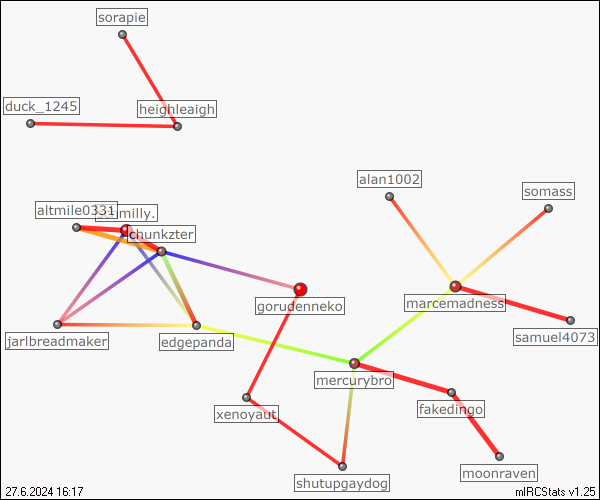 sorapie
duck_1245
heighleaigh
alan1002
somass
altmile0331
milly.
chunkzter
gorudenneko
marcemadness
jarlbreadmaker
edgepanda
samuel4073
mercurybro
xenoyaut
fakedingo
moonraven
shutupgaydog
27.6.2024 16:17
mIRCStats v1.25